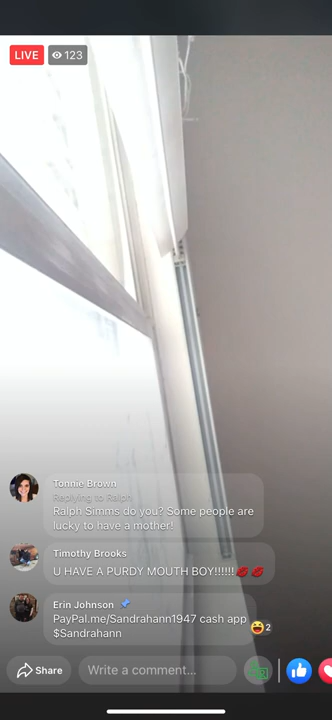 LIVE 123
Tonnie Brown
Replying to Ralph
Ralph Simms do you? Some people are
lucky to have a mother!
Timothy Brooks
U HAVE A PURDY MOUTH BOY!!!!!!💋💋
Erin Johnson
PayPal.me/Sandrahann1947 cash app
$Sandrahann
😆2
Share
Write a comment...